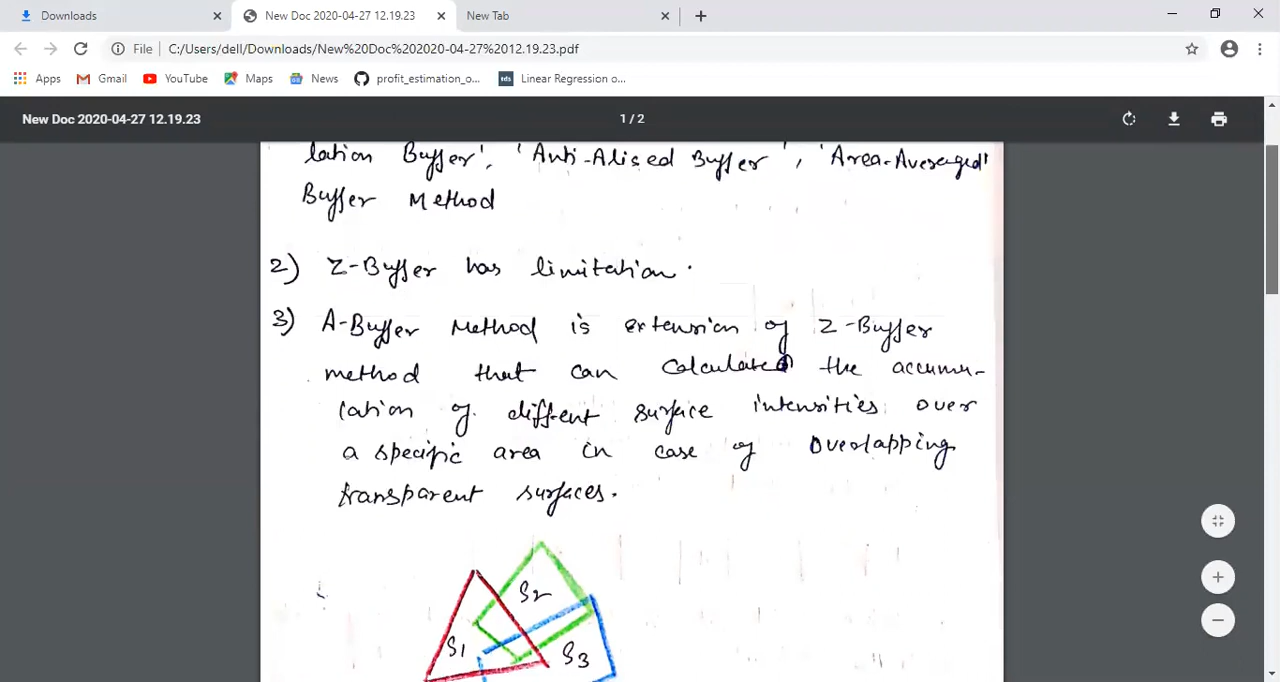 Downloads
New Doc 2020-04-27 12.19.23
New Tab
File
C:/Users/dell/Downloads/New%20Doc%202020-04-27%2012.19.23.pdf
Apps
Gmail
YouTube
Maps
News
profit_estimation_o...
Linear Regression o...
New Doc 2020-04-27 12.19.23
1 / 2
lation Buffer', 'Anti-Alised Buffer', 'Area-Averaged'
Buffer Method
2) Z-Buffer has limitation.
3) A-Buffer Method is extension of Z-Buffer
method that can calculate the accumu-
lation of diffent surface intensities over
a specific area in case of overlapping
transparent surfaces.
S2
S1
S3